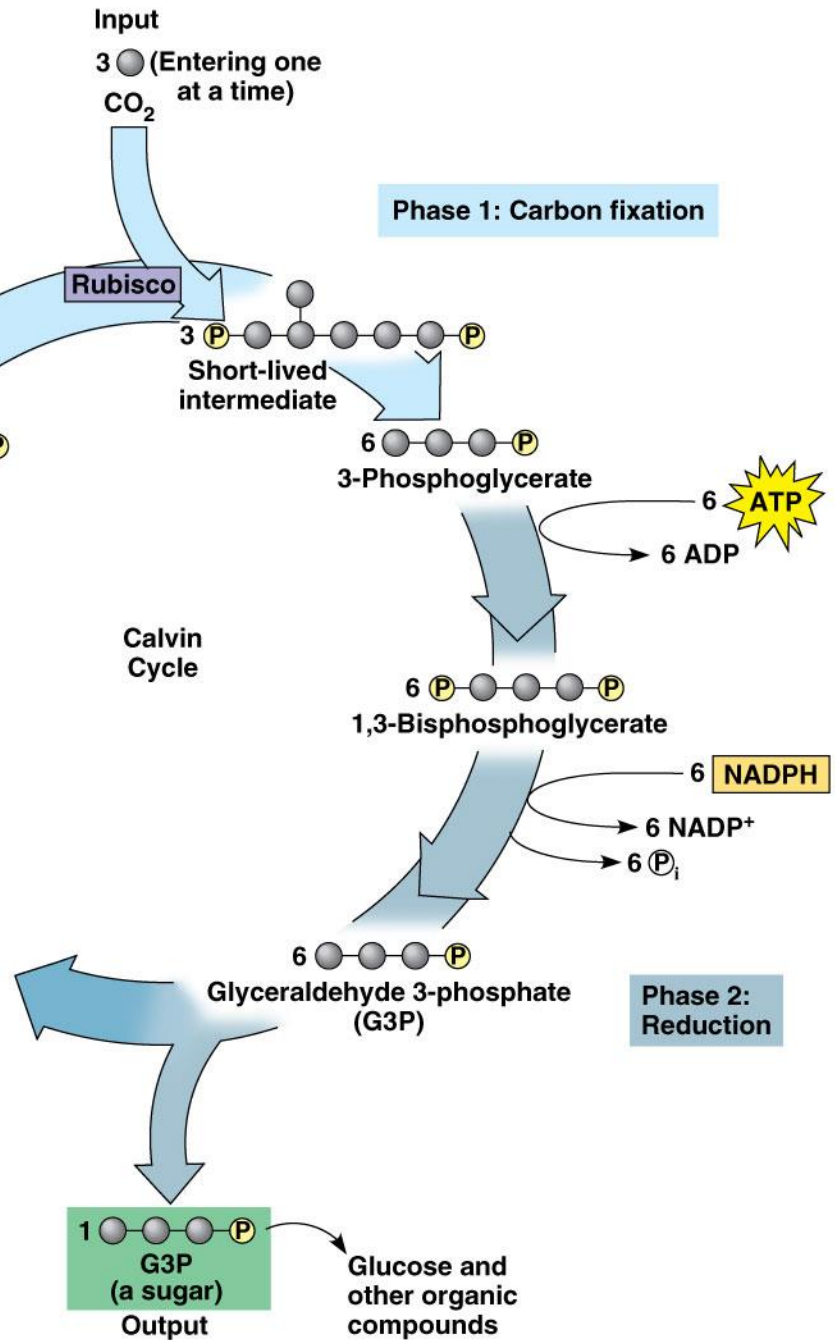 Input
3 (Entering one
at a time)
CO₂
Phase 1: Carbon fixation
Rubisco
3 P P
Short-lived
intermediate
P
6 P
3-Phosphoglycerate
6 ATP
6 ADP
Calvin
Cycle
6 P P
1,3-Bisphosphoglycerate
6 NADPH
6 NADP⁺
6 Pᵢ
6 P
Glyceraldehyde 3-phosphate
(G3P)
Phase 2:
Reduction
1 P
G3P
(a sugar)
Output
Glucose and
other organic
compounds